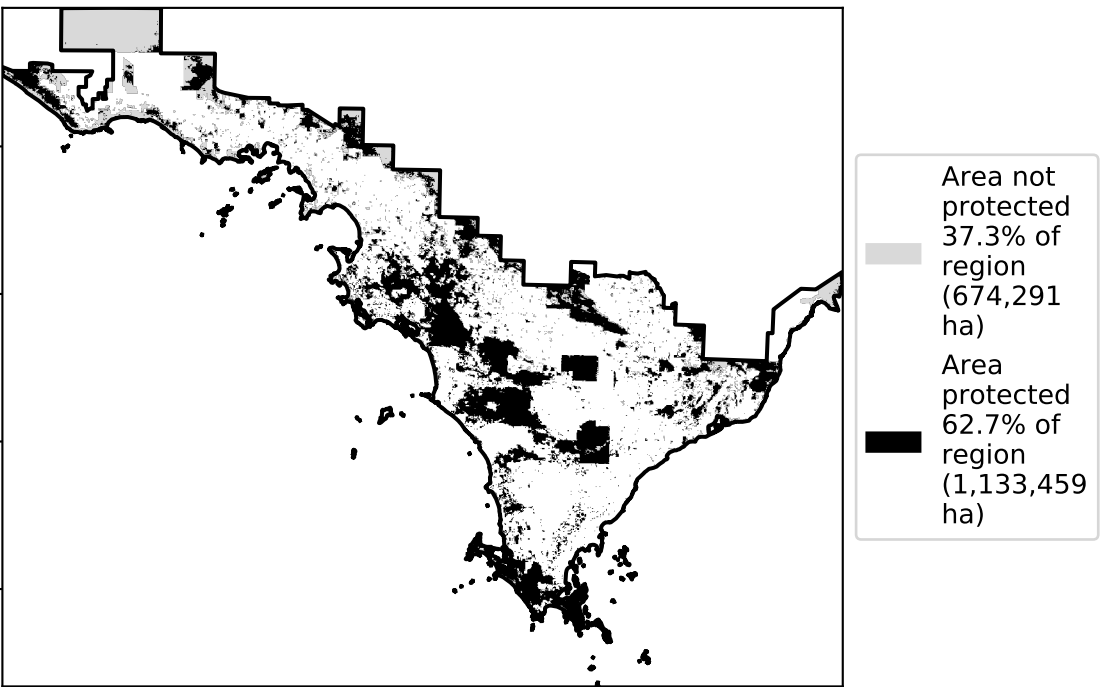 Area not
protected
37.3% of
region
(674,291
ha)
Area
protected
62.7% of
region
(1,133,459
ha)